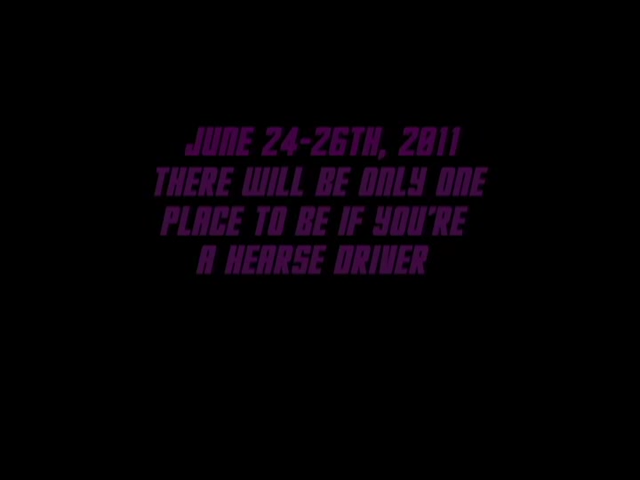 JUNE 24-26TH, 2011
THERE WILL BE ONLY ONE
PLACE TO BE IF YOU'RE
A HEARSE DRIVER